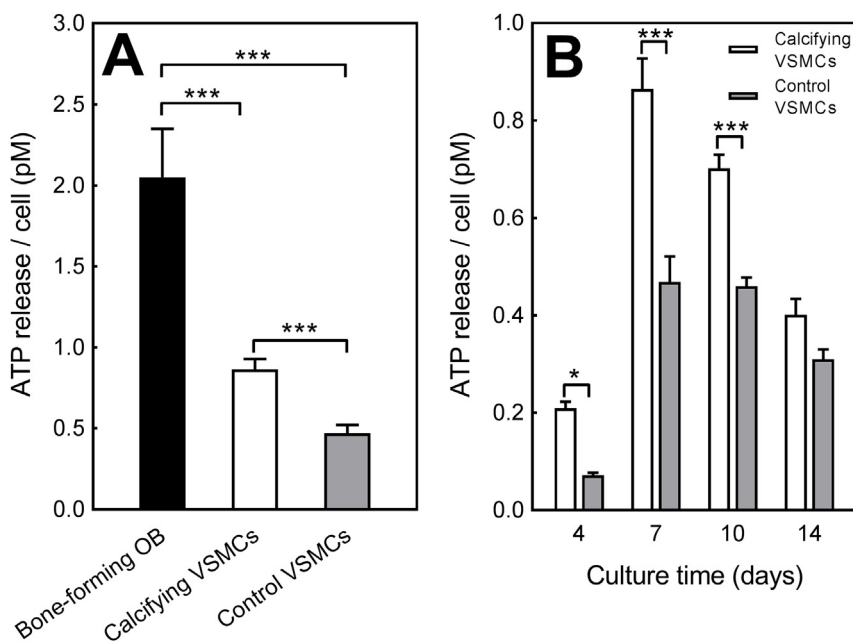 A
ATP release / cell (pM)
3.0
2.5
2.0
1.5
1.0
0.5
0.0
***
***
***
Bone-forming OB
Calcifying VSMCs
Control VSMCs
B
ATP release / cell (pM)
1.0
0.8
0.6
0.4
0.2
0.0
*
***
***
Calcifying
VSMCs
Control
VSMCs
4 7 10 14
Culture time (days)